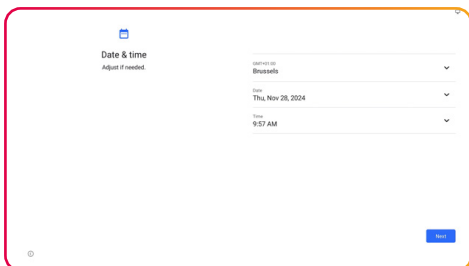 Date & time
Adjust if needed.
GMT+01:00
Brussels
Date
Thu, Nov 28, 2024
Time
9:57 AM
Next